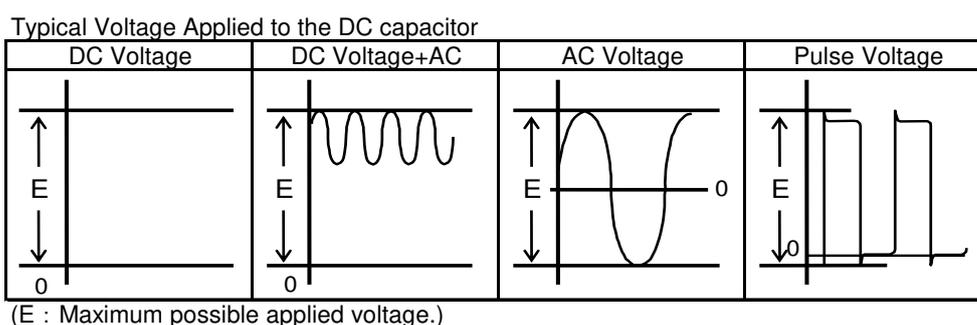 Typical Voltage Applied to the DC capacitor
DC Voltage DC Voltage+AC AC Voltage Pulse Voltage
E E E 0 E
0
0 0
(E : Maximum possible applied voltage.)